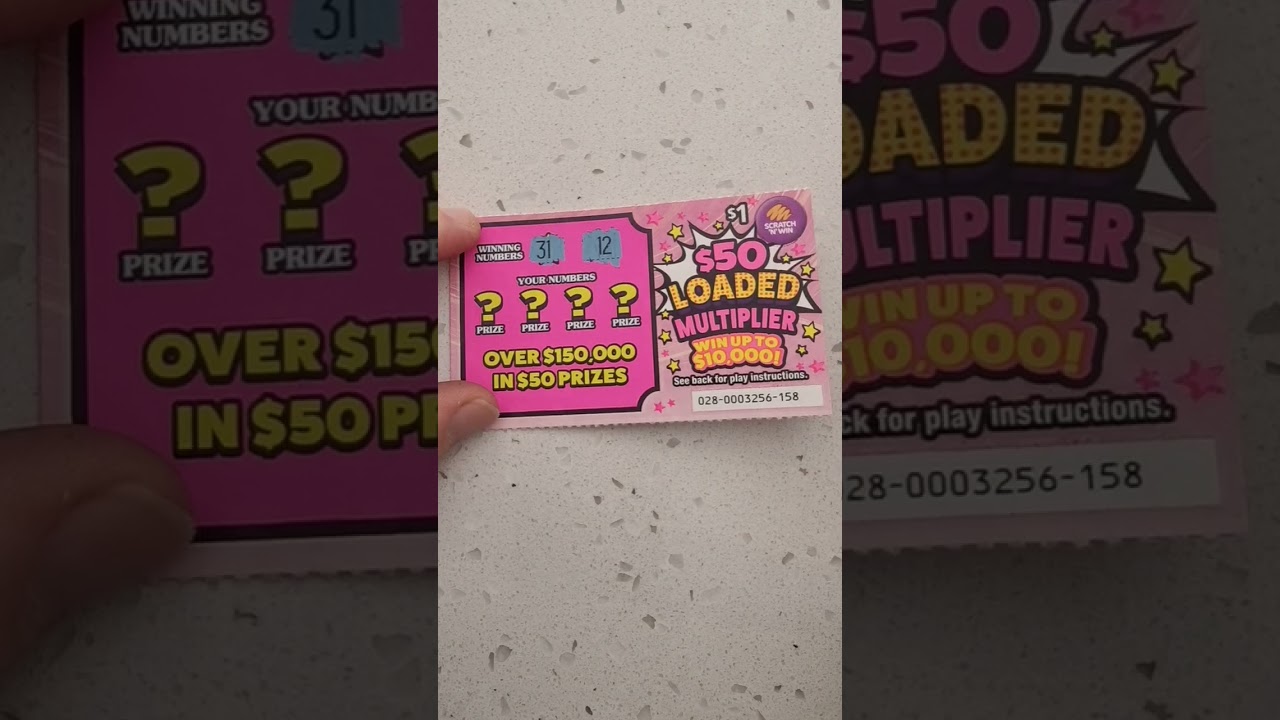 WINNING NUMBERS 31 12
YOUR NUMBERS
? ? ? ?
PRIZE PRIZE PRIZE PRIZE
OVER $150,000
IN $50 PRIZES
$1
SCRATCH
'N' WIN
$50
LOADED
MULTIPLIER
WIN UP TO
$10,000!
See back for play instructions.
028-0003256-158